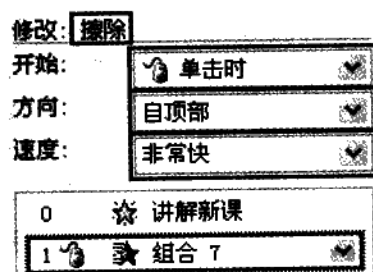 修改: 擦除
开始: 单击时
方向: 自顶部
速度: 非常快
0 讲解新课
1 组合 7